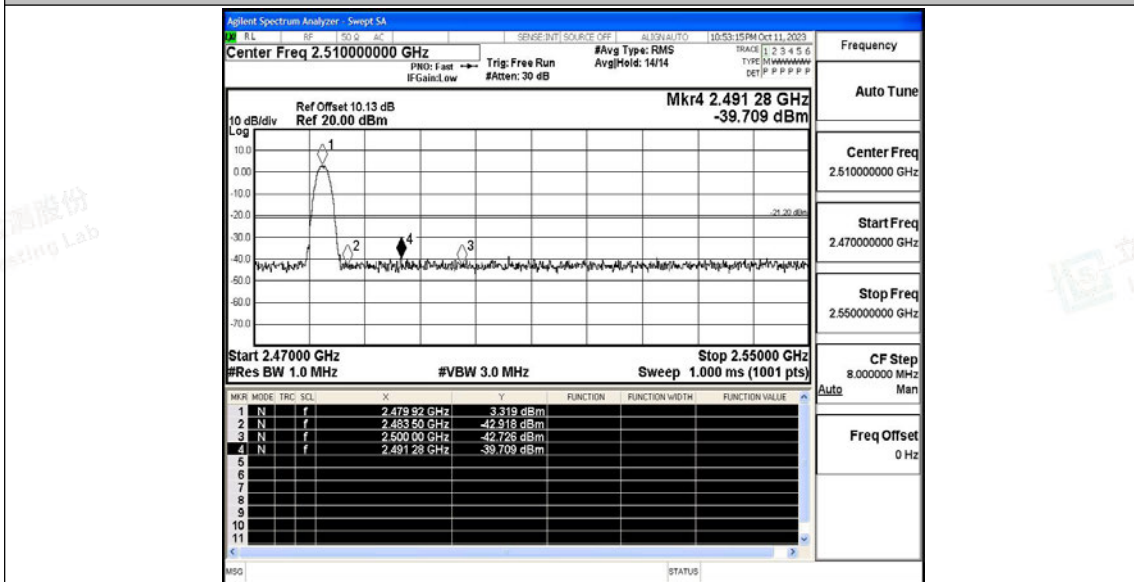 Agilent Spectrum Analyzer - Swept SA
RL RF 50 Ω AC SENSE:INT SOURCE OFF ALIGN AUTO 10:53:15 PM Oct 11, 2023
Center Freq 2.510000000 GHz
PNO: Fast
IFGain:Low
Trig: Free Run
#Atten: 30 dB
#Avg Type: RMS
Avg|Hold: 14/14
TRACE 1 2 3 4 5 6
TYPE M
DET P P P P P P
Frequency
Auto Tune
Mkr4 2.491 28 GHz
-39.709 dBm
Ref Offset 10.13 dB
10 dB/div Ref 20.00 dBm
Log
10.0
0.00
-10.0
-20.0
-30.0
-40.0
-50.0
-60.0
-70.0
1
2
4
3
-21.20 dBm
Start 2.47000 GHz Stop 2.55000 GHz
#Res BW 1.0 MHz #VBW 3.0 MHz Sweep 1.000 ms (1001 pts)
MKR MODE TRC SCL X Y FUNCTION FUNCTION WIDTH FUNCTION VALUE
1 N f 2.479 92 GHz 3.319 dBm
2 N f 2.483 50 GHz -42.918 dBm
3 N f 2.500 00 GHz -42.726 dBm
4 N f 2.491 28 GHz -39.709 dBm
5
6
7
8
9
10
11
MSG STATUS
Center Freq
2.510000000 GHz
Start Freq
2.470000000 GHz
Stop Freq
2.550000000 GHz
CF Step
8.000000 MHz
Auto Man
Freq Offset
0 Hz
股份
Lab
立